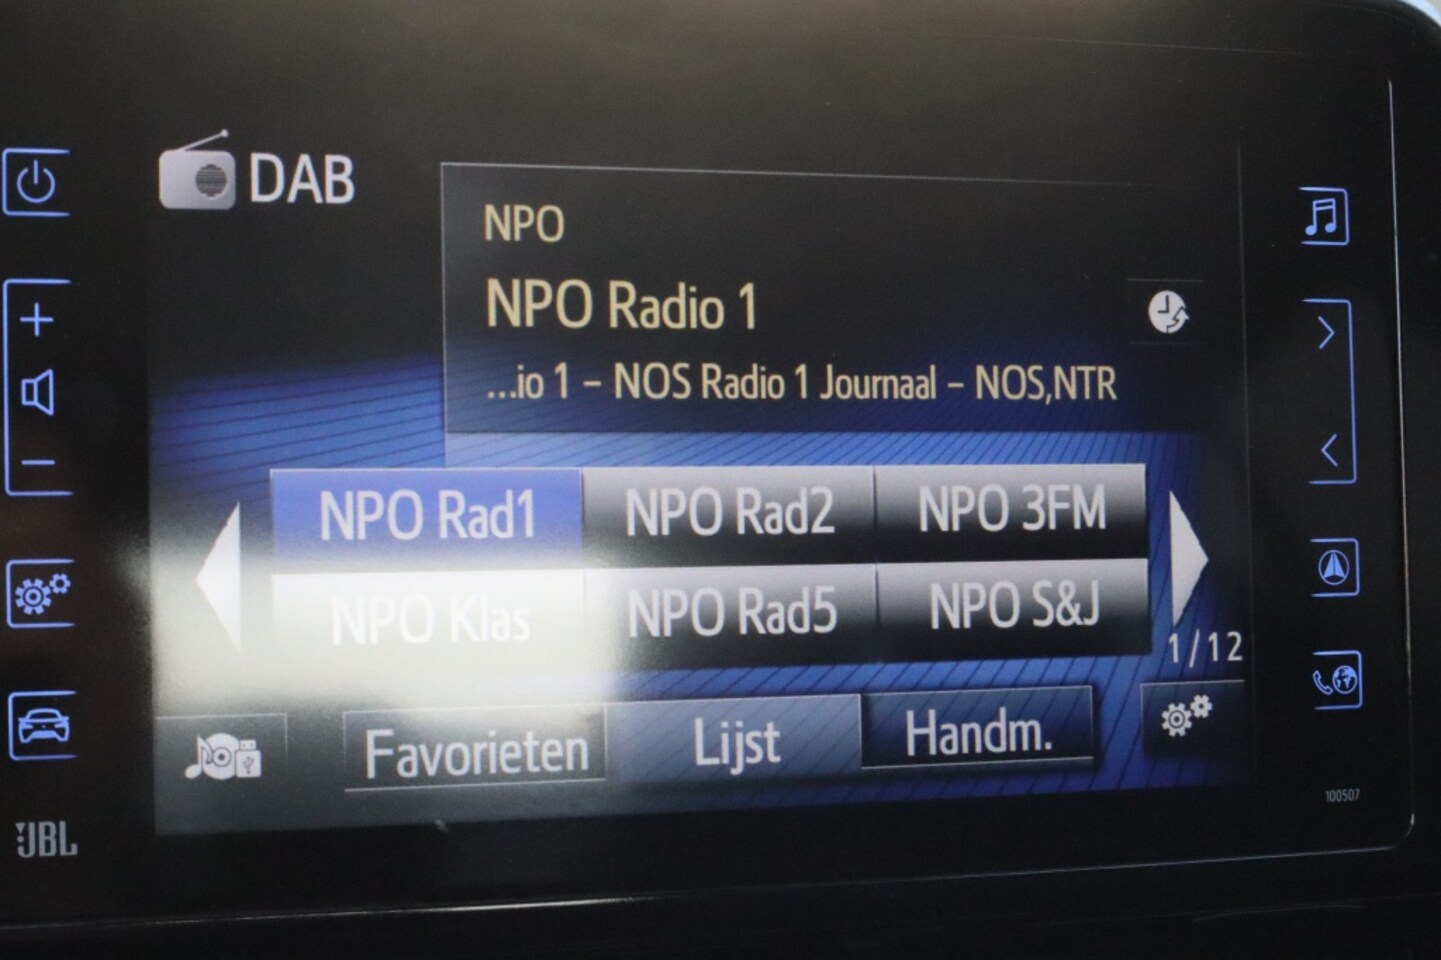 DAB
NPO
NPO Radio 1
...io 1 – NOS Radio 1 Journaal – NOS,NTR
NPO Rad1 NPO Rad2 NPO 3FM
NPO Klas NPO Rad5 NPO S&J
1/12
Favorieten Lijst Handm.
100507
JBL